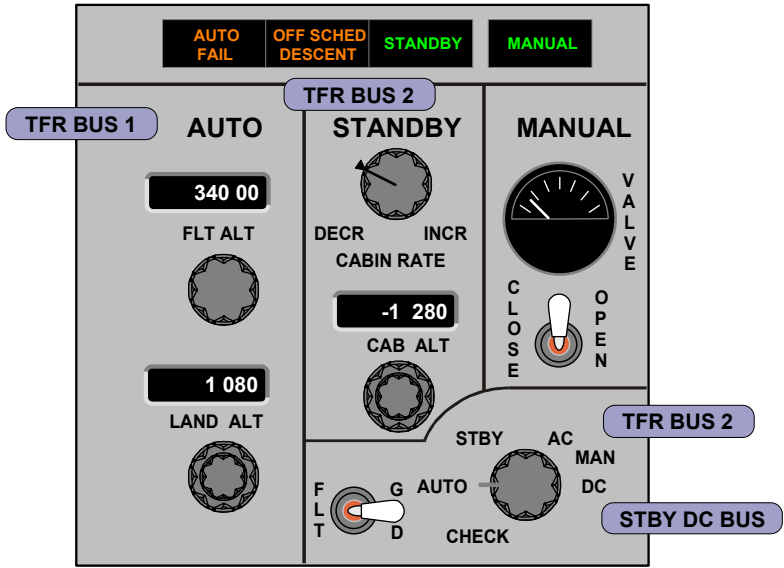 AUTO
FAIL
OFF SCHED
DESCENT
STANDBY
MANUAL
TFR BUS 1
TFR BUS 2
AUTO
STANDBY
MANUAL
340 00
FLT ALT
DECR
INCR
CABIN RATE
VALVE
-1 280
CAB ALT
CLOSE
OPEN
1 080
LAND ALT
TFR BUS 2
STBY
AC
MAN
AUTO
DC
CHECK
STBY DC BUS
FLT
G
D